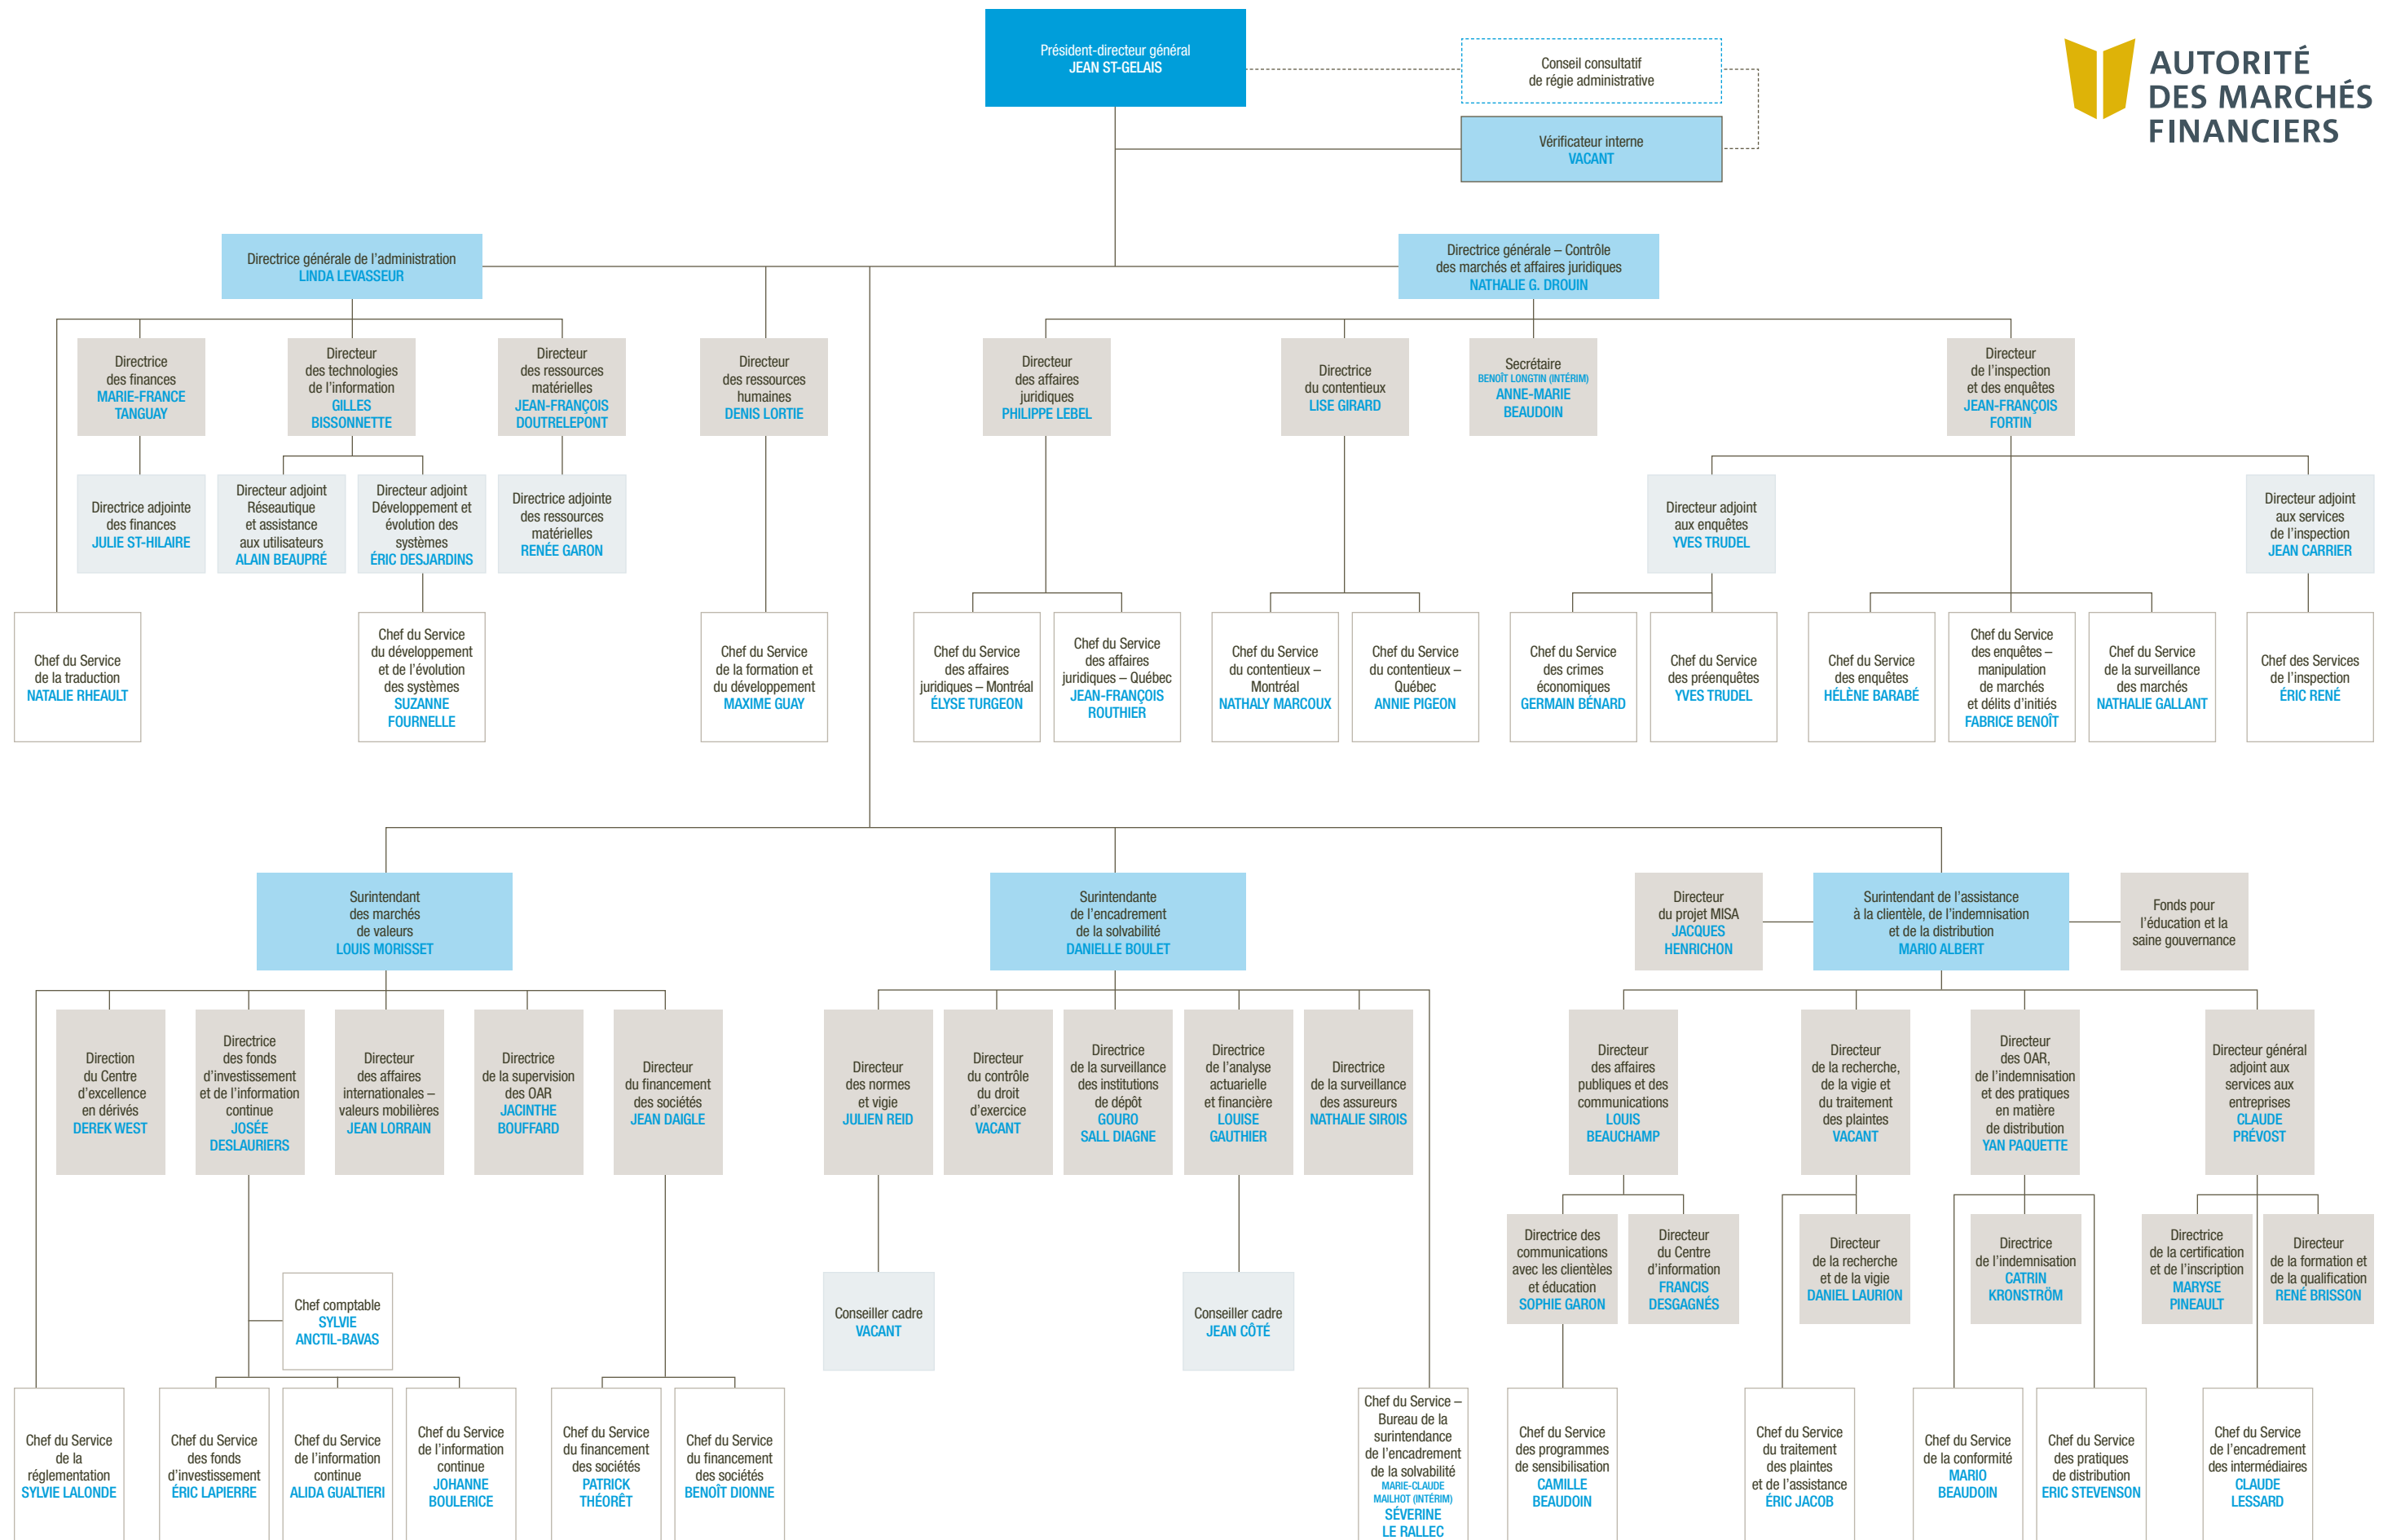 Président-directeur général
JEAN ST-GELAIS
Conseil consultatif
de régie administrative
Vérificateur interne
VACANT
AUTORITÉ
DES MARCHÉS
FINANCIERS
Directrice générale de l'administration
LINDA LEVASSEUR
Directrice générale – Contrôle
des marchés et affaires juridiques
NATHALIE G. DROUIN
Directrice
des finances
MARIE-FRANCE
TANGUAY
Directeur
des technologies
de l'information
GILLES
BISSONNETTE
Directeur
des ressources
matérielles
JEAN-FRANÇOIS
DOUTRELEPONT
Directeur
des ressources
humaines
DENIS LORTIE
Directeur
des affaires
juridiques
PHILIPPE LEBEL
Directrice
du contentieux
LISE GIRARD
Secrétaire
BENOÎT LONGTIN (INTÉRIM)
ANNE-MARIE
BEAUDOIN
Directeur
de l'inspection
et des enquêtes
JEAN-FRANÇOIS
FORTIN
Directrice adjointe
des finances
JULIE ST-HILAIRE
Directeur adjoint
Réseautique
et assistance
aux utilisateurs
ALAIN BEAUPRÉ
Directeur adjoint
Développement et
évolution des
systèmes
ÉRIC DESJARDINS
Directrice adjointe
des ressources
matérielles
RENÉE GARON
Directeur adjoint
aux enquêtes
YVES TRUDEL
Directeur adjoint
aux services
de l'inspection
JEAN CARRIER
Chef du Service
de la traduction
NATALIE RHEAULT
Chef du Service
du développement
et de l'évolution
des systèmes
SUZANNE
FOURNELLE
Chef du Service
de la formation et
du développement
MAXIME GUAY
Chef du Service
des affaires
juridiques – Montréal
ÉLYSE TURGEON
Chef du Service
des affaires
juridiques – Québec
JEAN-FRANÇOIS
ROUTHIER
Chef du Service
du contentieux –
Montréal
NATHALY MARCOUX
Chef du Service
du contentieux –
Québec
ANNIE PIGEON
Chef du Service
des crimes
économiques
GERMAIN BÉNARD
Chef du Service
des préenquêtes
YVES TRUDEL
Chef du Service
des enquêtes
HÉLÈNE BARABÉ
Chef du Service
des enquêtes –
manipulation
de marchés
et délits d'initiés
FABRICE BENOÎT
Chef du Service
de la surveillance
des marchés
NATHALIE GALLANT
Chef des Services
de l'inspection
ÉRIC RENÉ
Surintendant
des marchés
de valeurs
LOUIS MORISSET
Surintendante
de l'encadrement
de la solvabilité
DANIELLE BOULET
Directeur
du projet MISA
JACQUES
HENRICHON
Surintendant de l'assistance
à la clientèle, de l'indemnisation
et de la distribution
MARIO ALBERT
Fonds pour
l'éducation et la
saine gouvernance
Direction
du Centre
d'excellence
en dérivés
DEREK WEST
Directrice
des fonds
d'investissement
et de l'information
continue
JOSÉE
DESLAURIERS
Directeur
des affaires
internationales –
valeurs mobilières
JEAN LORRAIN
Directrice
de la supervision
des OAR
JACINTHE
BOUFFARD
Directeur
du financement
des sociétés
JEAN DAIGLE
Directeur
des normes
et vigie
JULIEN REID
Directeur
du contrôle
du droit
d'exercice
VACANT
Directrice
de la surveillance
des institutions
de dépôt
GOURO
SALL DIAGNE
Directrice
de l'analyse
actuarielle
et financière
LOUISE
GAUTHIER
Directrice
de la surveillance
des assureurs
NATHALIE SIROIS
Directeur
des affaires
publiques et des
communications
LOUIS
BEAUCHAMP
Directeur
de la recherche,
de la vigie et
du traitement
des plaintes
VACANT
Directeur
des OAR,
de l'indemnisation
et des pratiques
en matière
de distribution
YAN PAQUETTE
Directeur général
adjoint aux
services aux
entreprises
CLAUDE
PRÉVOST
Directrice des
communications
avec les clientèles
et éducation
SOPHIE GARON
Directeur
du Centre
d'information
FRANCIS
DESGAGNÉS
Directeur
de la recherche
et de la vigie
DANIEL LAURION
Directrice
de l'indemnisation
CATRIN
KRONSTRÖM
Directrice
de la certification
et de l'inscription
MARYSE
PINEAULT
Directeur
de la formation et
de la qualification
RENÉ BRISSON
Chef comptable
SYLVIE
ANCTIL-BAVAS
Conseiller cadre
VACANT
Conseiller cadre
JEAN CÔTÉ
Chef du Service
de la
réglementation
SYLVIE LALONDE
Chef du Service
des fonds
d'investissement
ÉRIC LAPIERRE
Chef du Service
de l'information
continue
ALIDA GUALTIERI
Chef du Service
de l'information
continue
JOHANNE
BOULERICE
Chef du Service
du financement
des sociétés
PATRICK
THÉORÊT
Chef du Service
du financement
des sociétés
BENOÎT DIONNE
Chef du Service –
Bureau de la
surintendance
de l'encadrement
de la solvabilité
MARIE-CLAUDE
MAILHOT (INTÉRIM)
SÉVERINE
LE RALLEC
Chef du Service
des programmes
de sensibilisation
CAMILLE
BEAUDOIN
Chef du Service
du traitement
des plaintes
et de l'assistance
ÉRIC JACOB
Chef du Service
de la conformité
MARIO
BEAUDOIN
Chef du Service
des pratiques
de distribution
ERIC STEVENSON
Chef du Service
de l'encadrement
des intermédiaires
CLAUDE
LESSARD